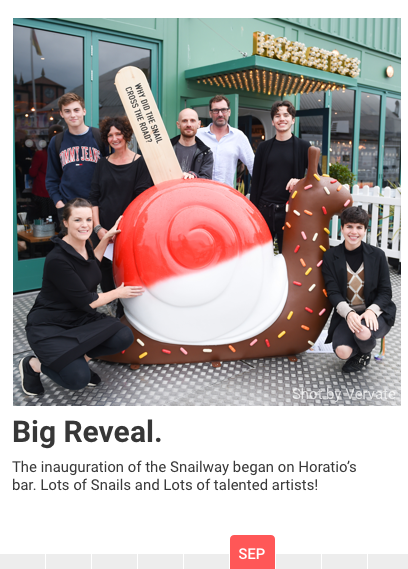 WHY DID THE SNAIL
CROSS THE ROAD?
TOMMY JEANS
Shot by Vervate
Big Reveal.
The inauguration of the Snailway began on Horatio's
bar. Lots of Snails and Lots of talented artists!
SEP